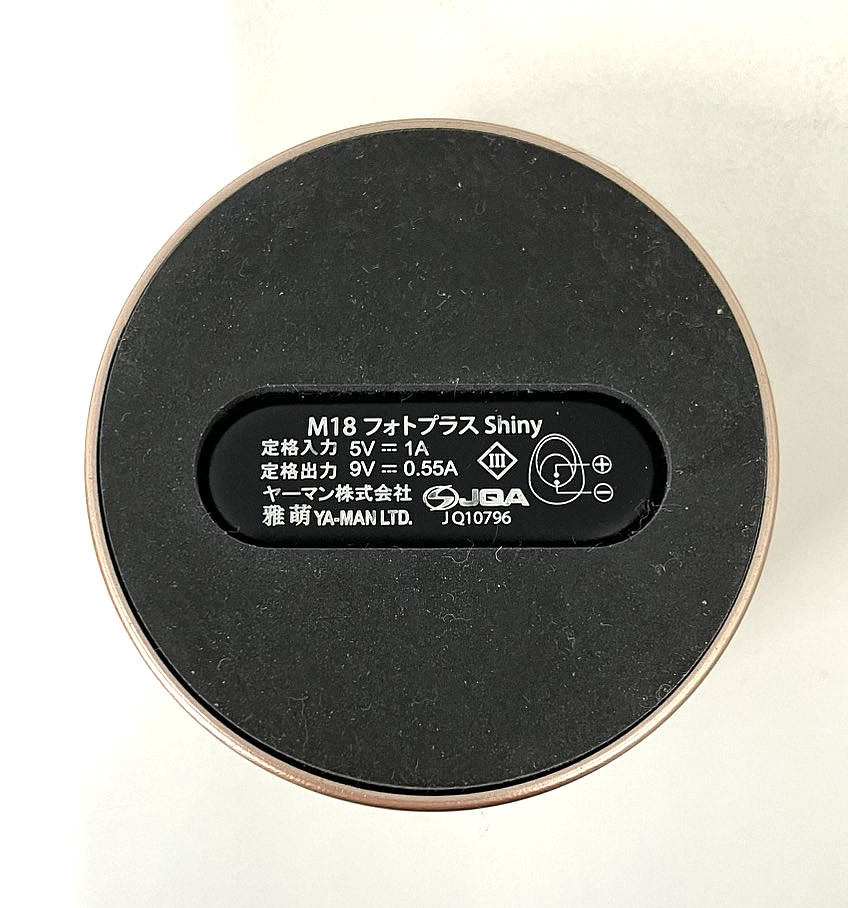 M18 フォトプラス Shiny
定格入力 5V ⎓ 1A
定格出力 9V ⎓ 0.55A
III
+
−
ヤーマン株式会社
雅萌 YA-MAN LTD.
JQA
JQ10796